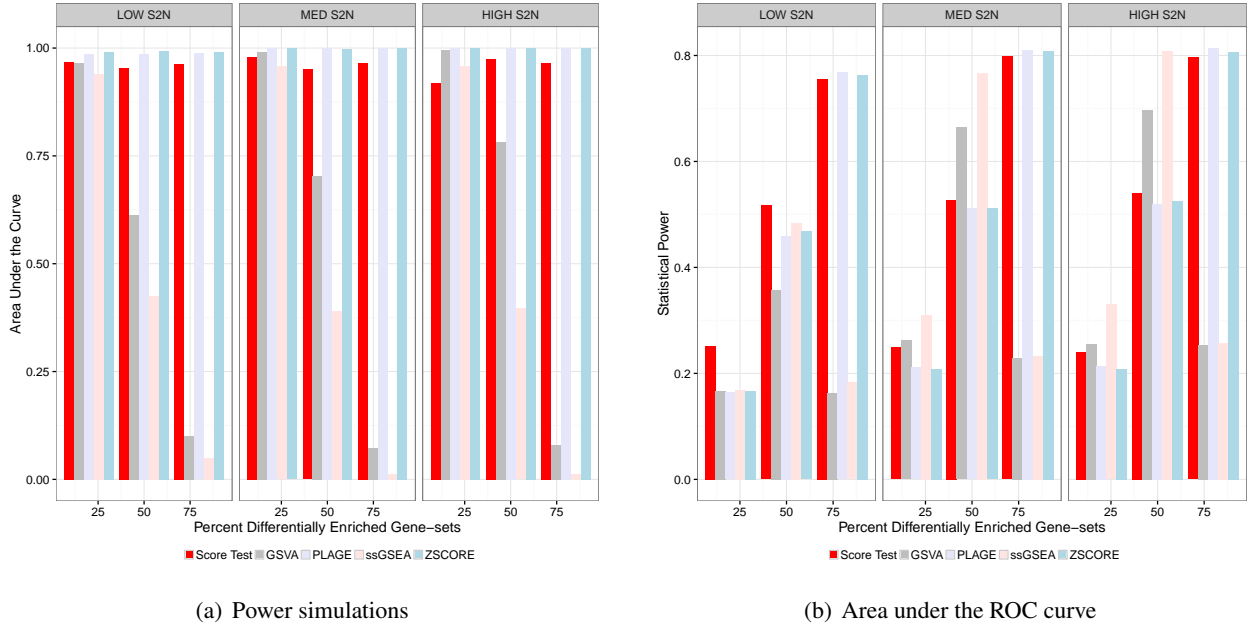 LOW S2N MED S2N HIGH S2N
1.00
0.75
0.50
0.25
0.00
Area Under the Curve
25 50 75 25 50 75 25 50 75
Percent Differentially Enriched Gene−sets
Score Test GSVA PLAGE ssGSEA ZSCORE
(a) Power simulations
LOW S2N MED S2N HIGH S2N
0.8
0.6
0.4
0.2
0.0
Statistical Power
25 50 75 25 50 75 25 50 75
Percent Differentially Enriched Gene−sets
Score Test GSVA PLAGE ssGSEA ZSCORE
(b) Area under the ROC curve